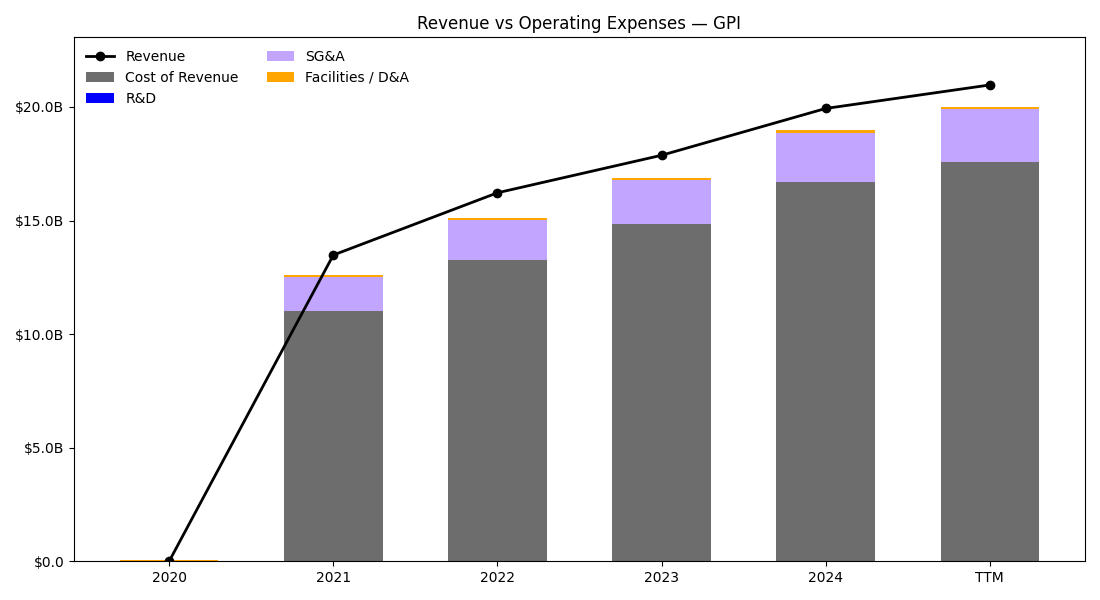 Revenue vs Operating Expenses — GPI
Revenue
Cost of Revenue
R&D
SG&A
Facilities / D&A
$20.0B
$15.0B
$10.0B
$5.0B
$0.0
2020
2021
2022
2023
2024
TTM